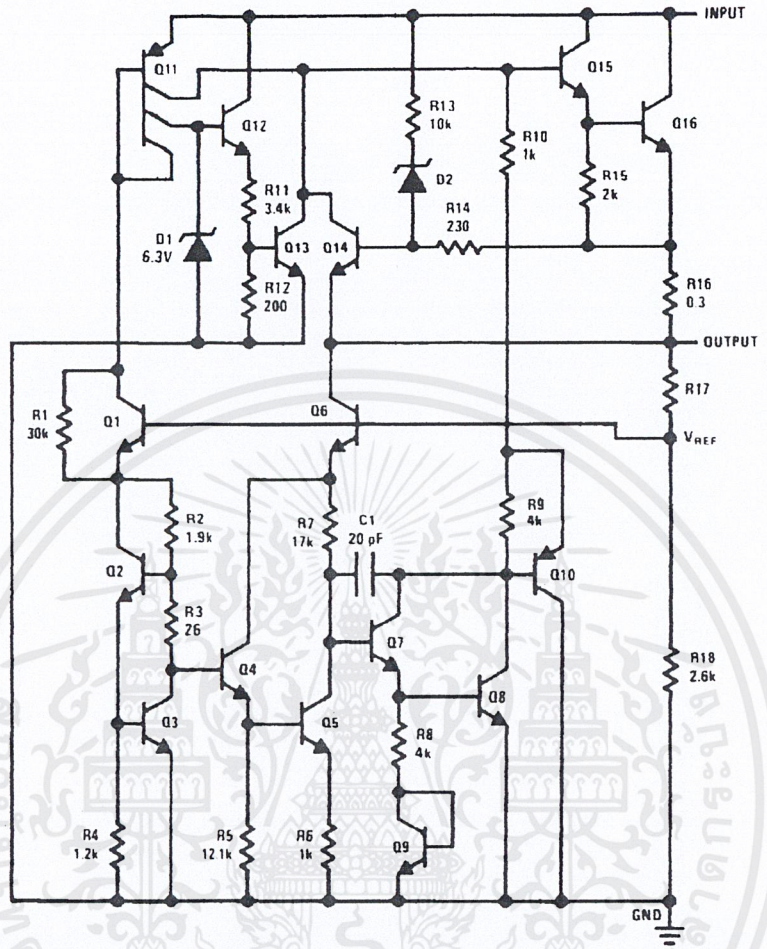 INPUT
Q11
Q15
Q12
R13
10k
R10
1k
Q16
D2
R15
2k
R11
3.4k
R14
230
D1
6.3V
Q13
Q14
R12
200
R16
0.3
OUTPUT
R1
30k
Q1
Q6
R17
VREF
R2
1.9k
R7
17k
C1
20 pF
R9
4k
Q2
Q10
R3
26
Q7
Q4
R18
2.6k
Q8
Q3
Q5
R8
4k
R4
1.2k
R5
12.1k
R6
1k
Q9
GND